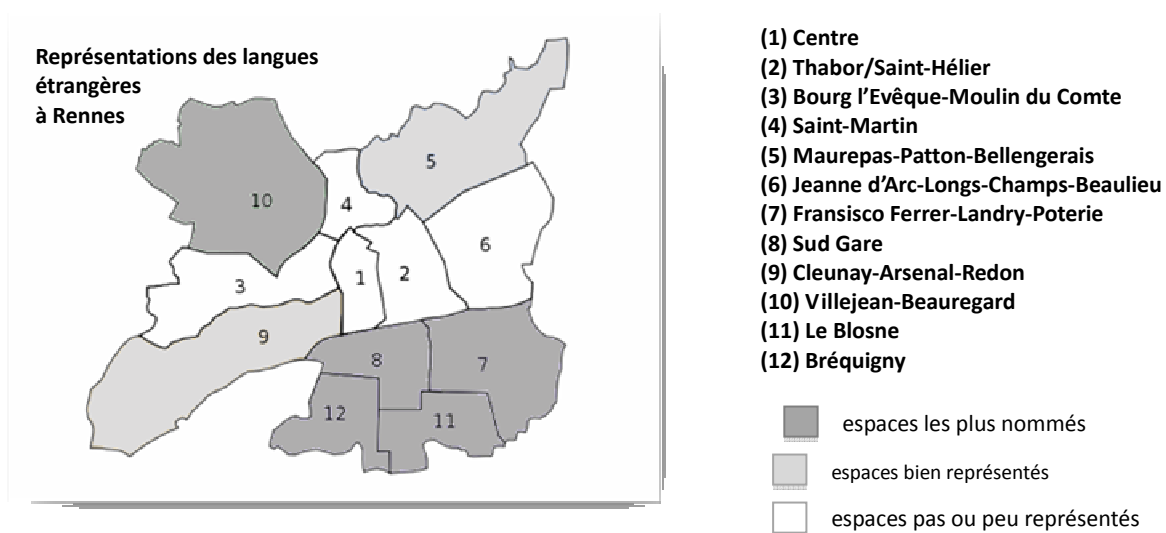 Représentations des langues
étrangères
à Rennes
5
10
4
6
3
1
2
9
8
7
12
11
(1) Centre
(2) Thabor/Saint-Hélier
(3) Bourg l’Evêque-Moulin du Comte
(4) Saint-Martin
(5) Maurepas-Patton-Bellengerais
(6) Jeanne d’Arc-Longs-Champs-Beaulieu
(7) Fransisco Ferrer-Landry-Poterie
(8) Sud Gare
(9) Cleunay-Arsenal-Redon
(10) Villejean-Beauregard
(11) Le Blosne
(12) Bréquigny
espaces les plus nommés
espaces bien représentés
espaces pas ou peu représentés